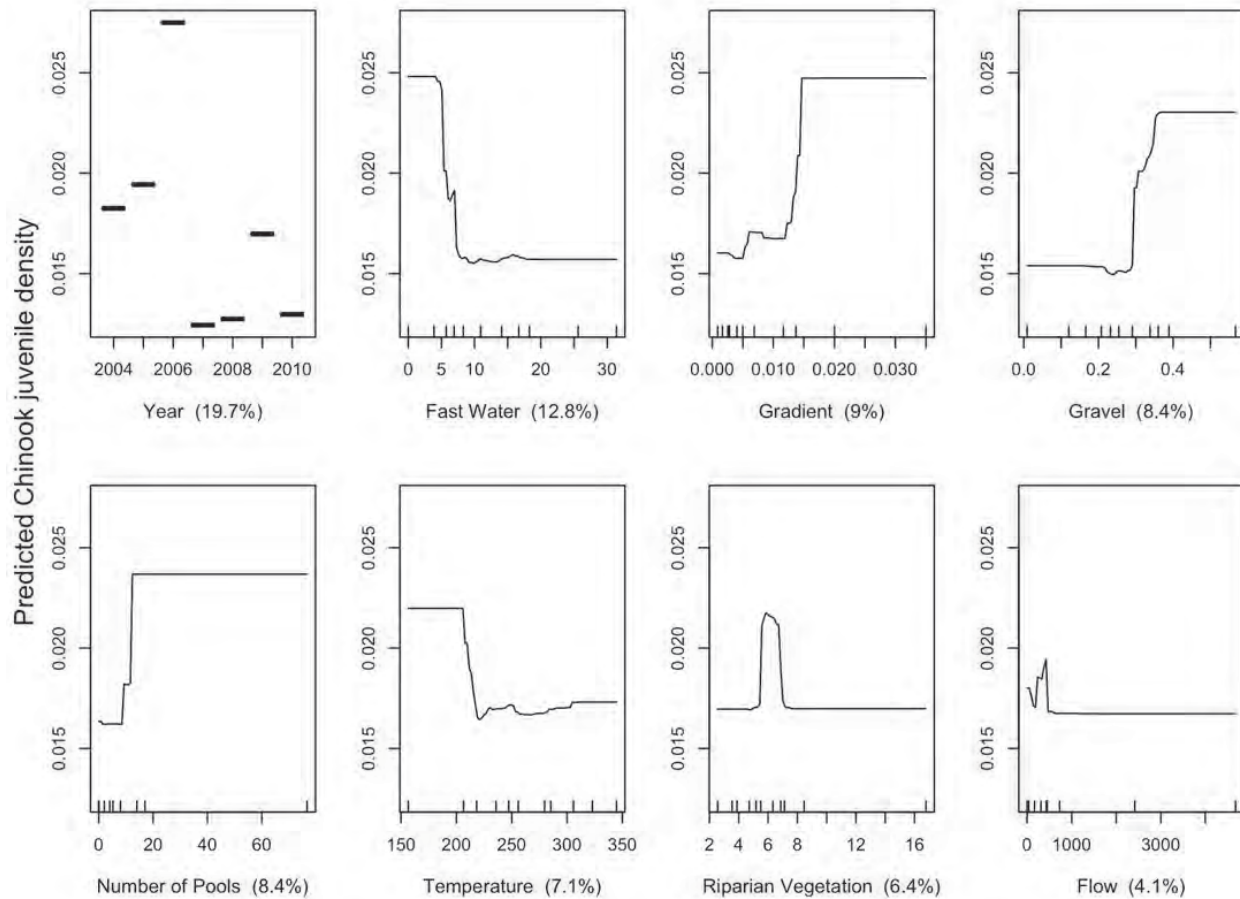 Predicted Chinook juvenile density
0.015 0.020 0.025
2004 2006 2008 2010
Year (19.7%)
0.015 0.020 0.025
0 5 10 20 30
Fast Water (12.8%)
0.015 0.020 0.025
0.000 0.010 0.020 0.030
Gradient (9%)
0.015 0.020 0.025
0.0 0.2 0.4
Gravel (8.4%)
0.015 0.020 0.025
0 20 40 60
Number of Pools (8.4%)
0.015 0.020 0.025
150 200 250 300 350
Temperature (7.1%)
0.015 0.020 0.025
2 4 6 8 10 12 14 16
Riparian Vegetation (6.4%)
0.015 0.020 0.025
0 1000 3000
Flow (4.1%)